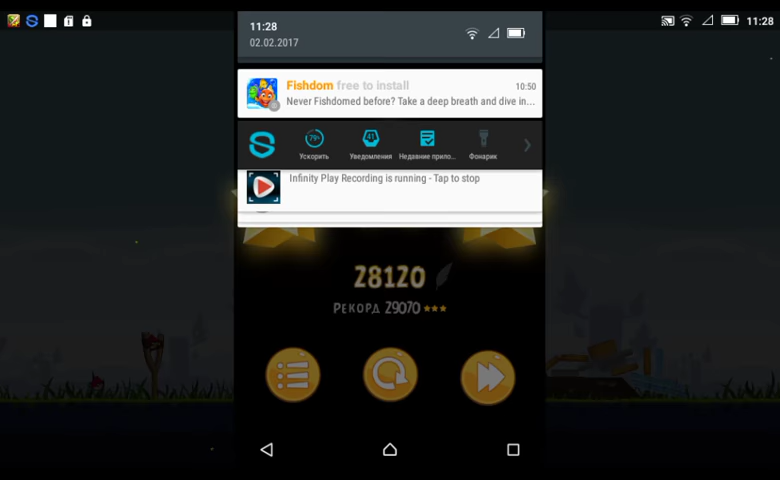 11:28
11:28
02.02.2017
Fishdom free to install
10:50
Never Fishdomed before? Take a deep breath and dive in...
79%
41
Ускорить
Уведомления
Недавние прило...
Фонарик
Infinity Play Recording is running - Tap to stop
28120
Рекорд 29070